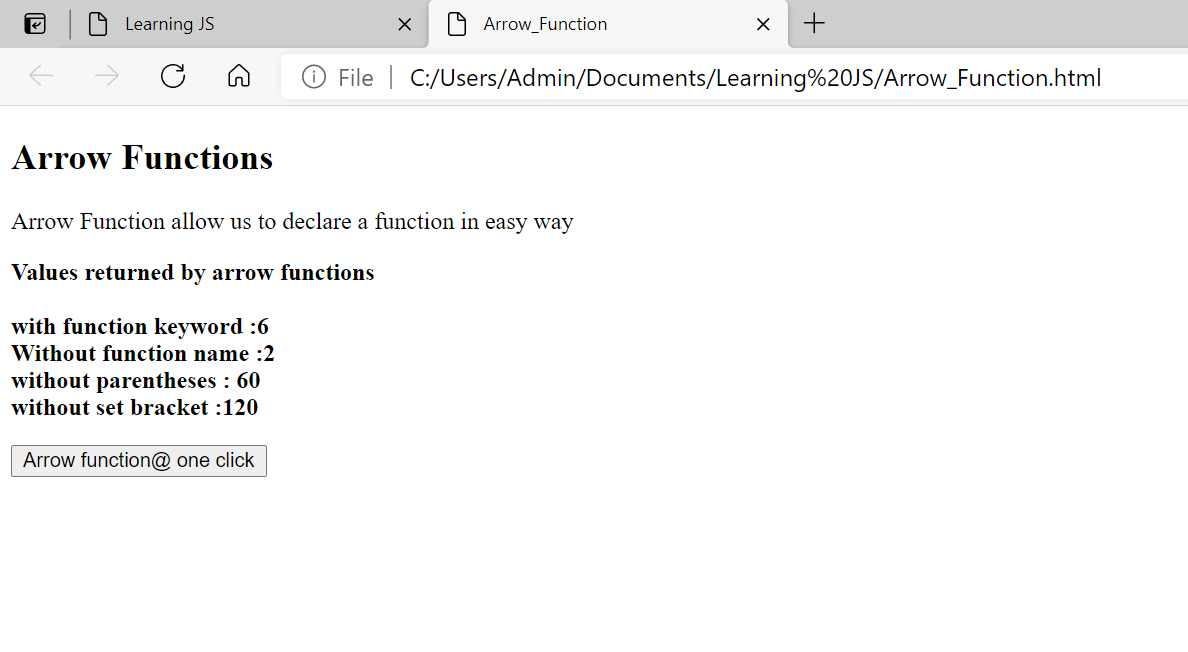 Learning JS
Arrow_Function
File
C:/Users/Admin/Documents/Learning%20JS/Arrow_Function.html
Arrow Functions
Arrow Function allow us to declare a function in easy way
Values returned by arrow functions
with function keyword :6
Without function name :2
without parentheses : 60
without set bracket :120
Arrow function@ one click